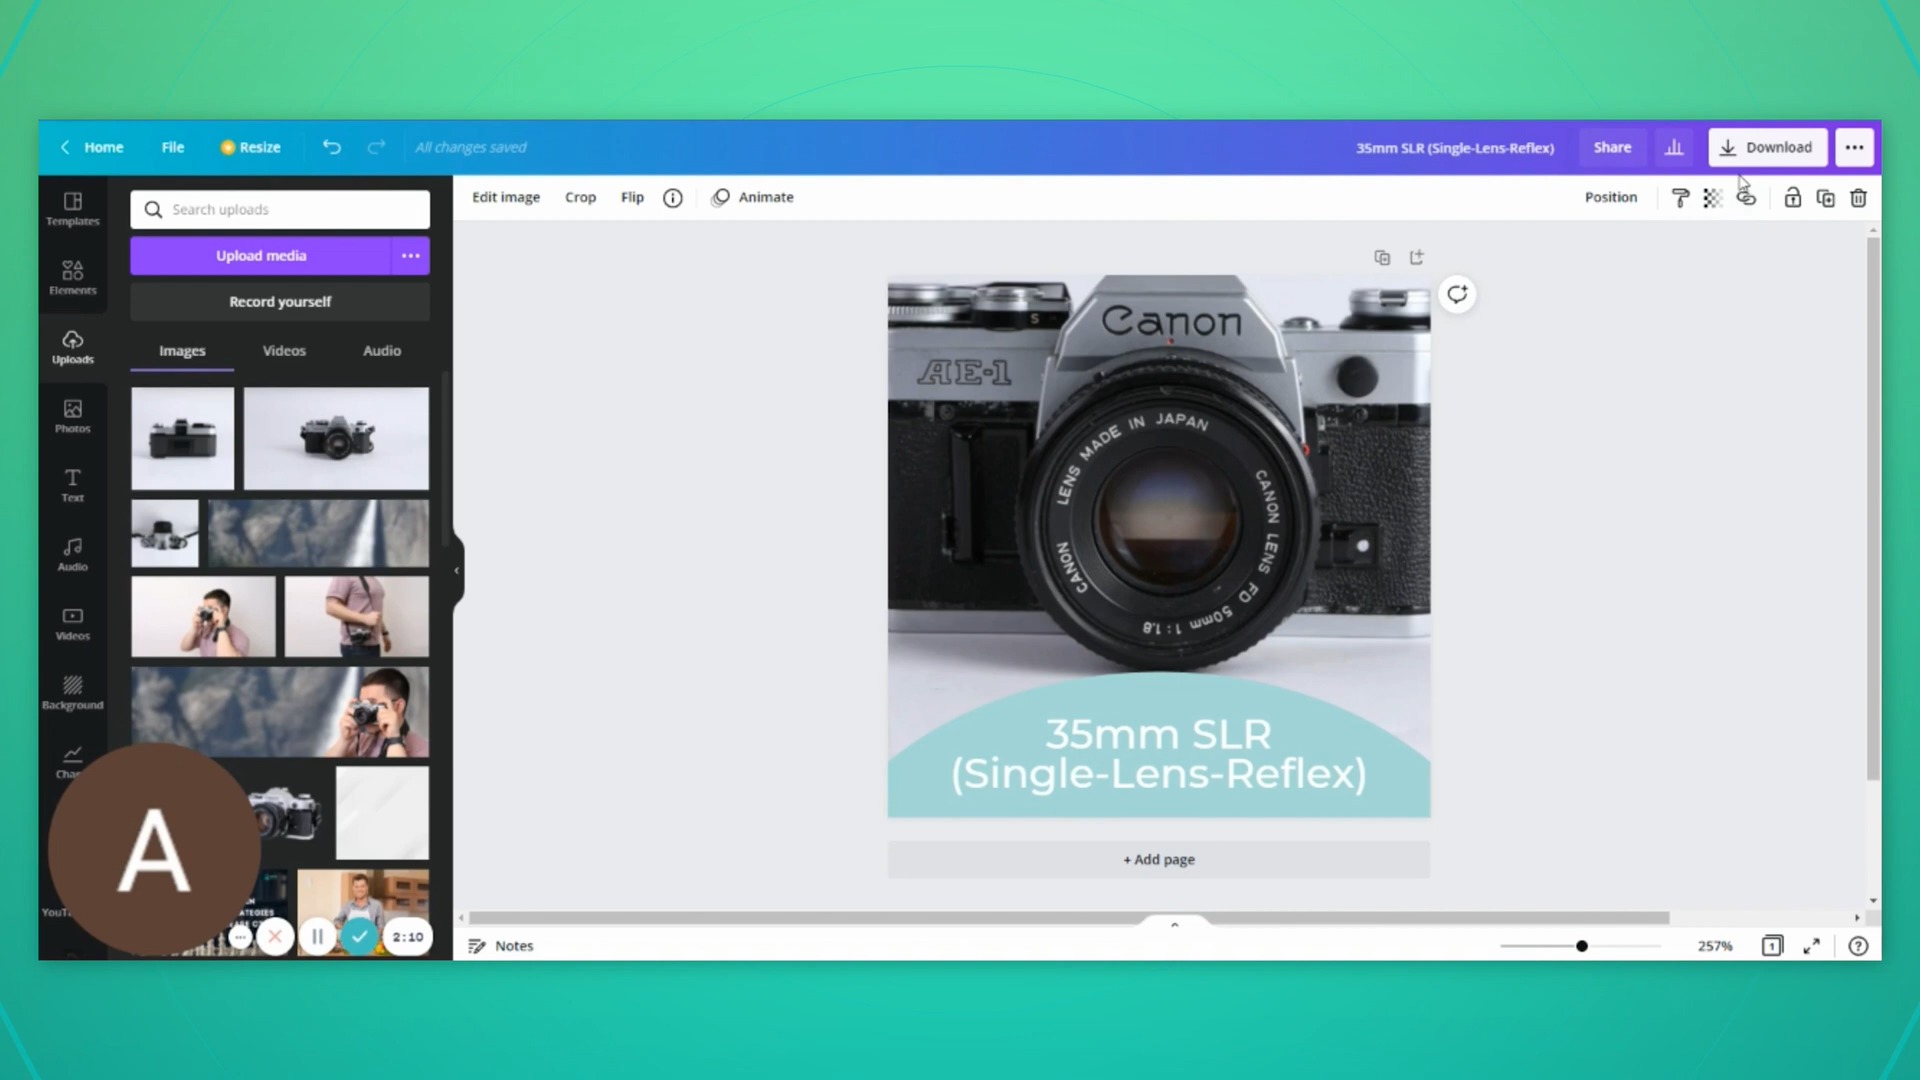 Home
File
Resize
All changes saved
35mm SLR (Single-Lens-Reflex)
Share
Download
Templates
Elements
Uploads
Photos
Text
Audio
Videos
Background
Search uploads
Upload media
Record yourself
Images
Videos
Audio
A
2:10
Edit image
Crop
Flip
Animate
Position
Canon
AE-1
S
LENS MADE IN JAPAN
CANON LENS FD 50mm 1:1.8
CANON
35mm SLR
(Single-Lens-Reflex)
+ Add page
Notes
257%
1